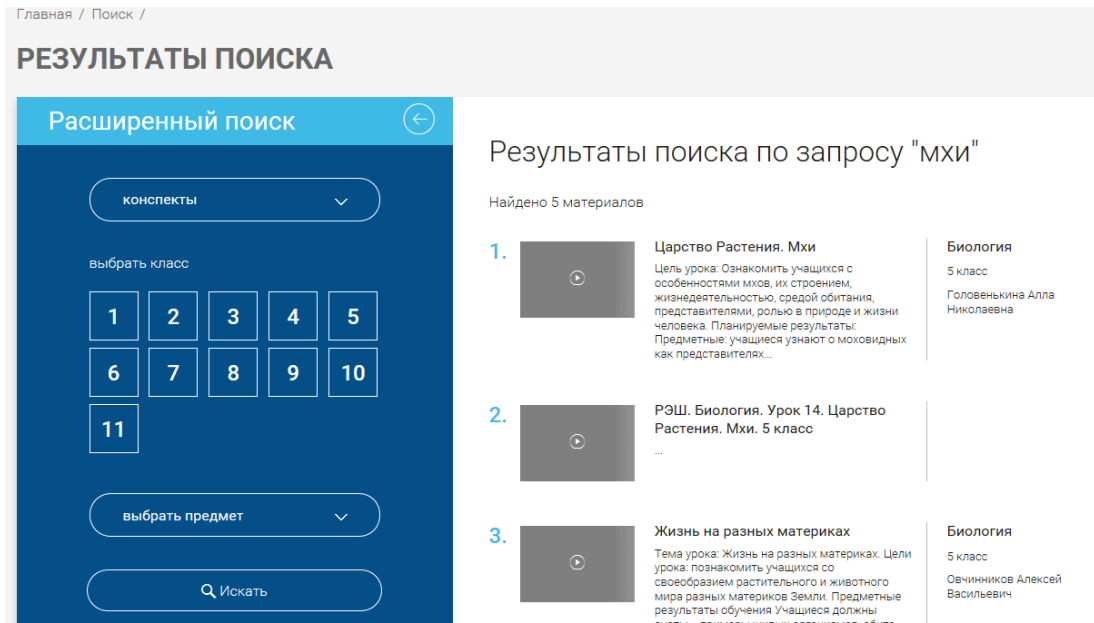 Главная / Поиск /
РЕЗУЛЬТАТЫ ПОИСКА
Расширенный поиск
конспекты
выбрать класс
1 2 3 4 5
6 7 8 9 10
11
выбрать предмет
Искать
Результаты поиска по запросу "мхи"
Найдено 5 материалов
1.
Царство Растения. Мхи
Цель урока: Ознакомить учащихся с
особенностями мхов, их строением,
жизнедеятельностью, средой обитания,
представителями, ролью в природе и жизни
человека. Планируемые результаты:
Предметные: учащиеся узнают о моховидных
как представителях...
Биология
5 класс
Головенькина Алла
Николаевна
2.
РЭШ. Биология. Урок 14. Царство
Растения. Мхи. 5 класс
...
3.
Жизнь на разных материках
Тема урока: Жизнь на разных материках. Цели
урока: познакомить учащихся со
своеобразием растительного и животного
мира разных материков Земли. Предметные
результаты обучения Учащиеся должны
Биология
5 класс
Овчинников Алексей
Васильевич